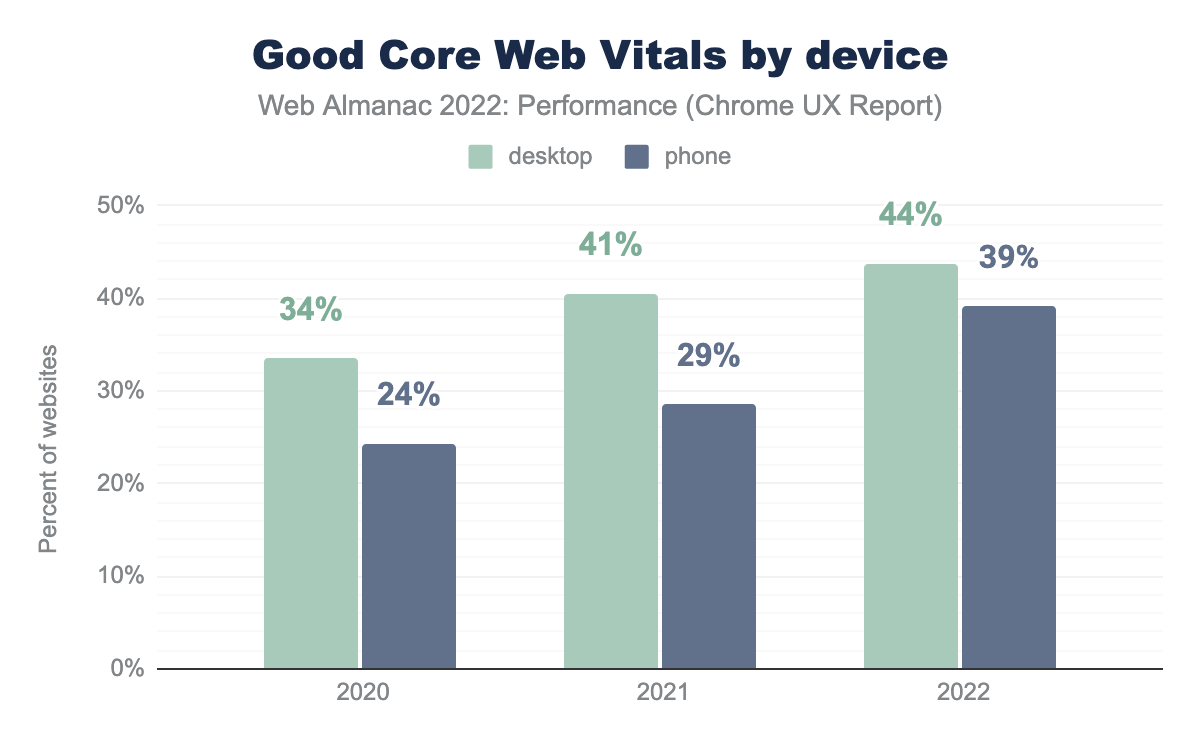 Good Core Web Vitals by device
Web Almanac 2022: Performance (Chrome UX Report)
desktop phone
50%
40%
30%
20%
10%
0%
Percent of websites
34%
24%
41%
29%
44%
39%
2020 2021 2022